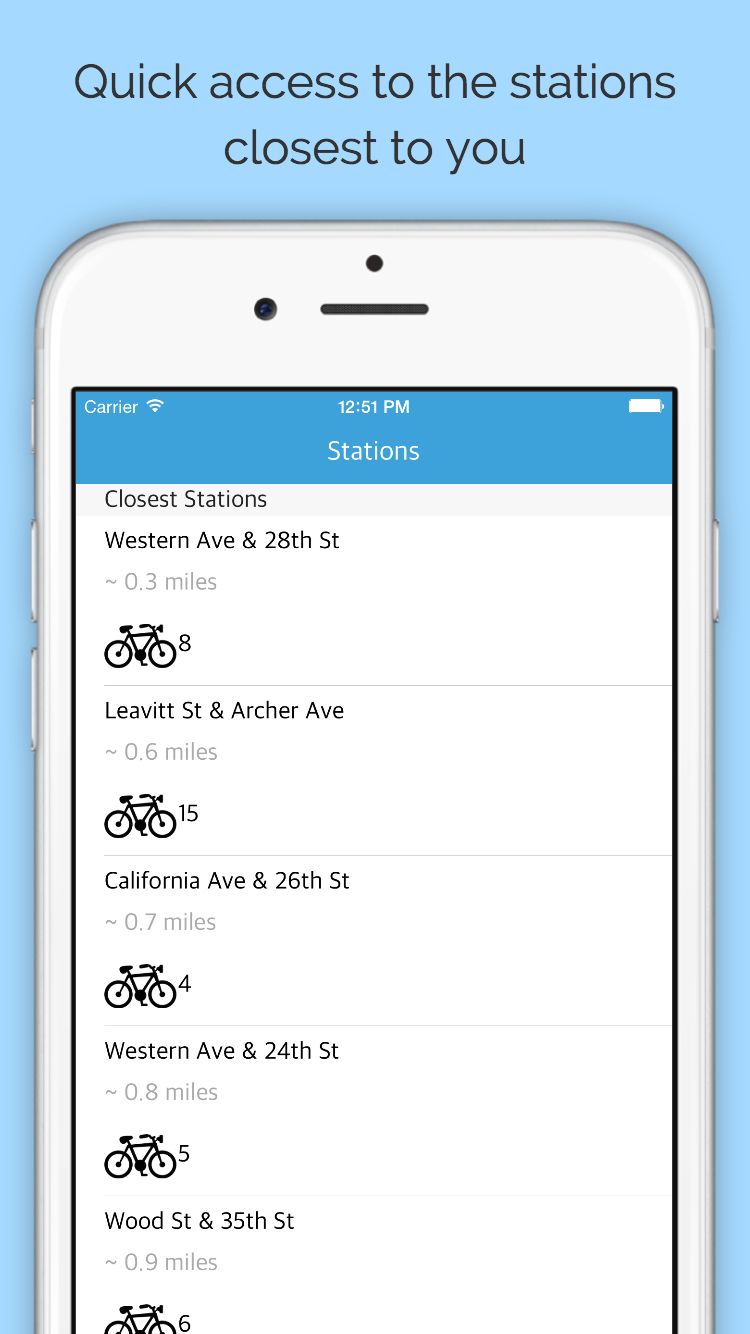 Quick access to the stations
closest to you
Carrier 12:51 PM
Stations
Closest Stations
Western Ave & 28th St
~ 0.3 miles
8
Leavitt St & Archer Ave
~ 0.6 miles
15
California Ave & 26th St
~ 0.7 miles
4
Western Ave & 24th St
~ 0.8 miles
5
Wood St & 35th St
~ 0.9 miles
6